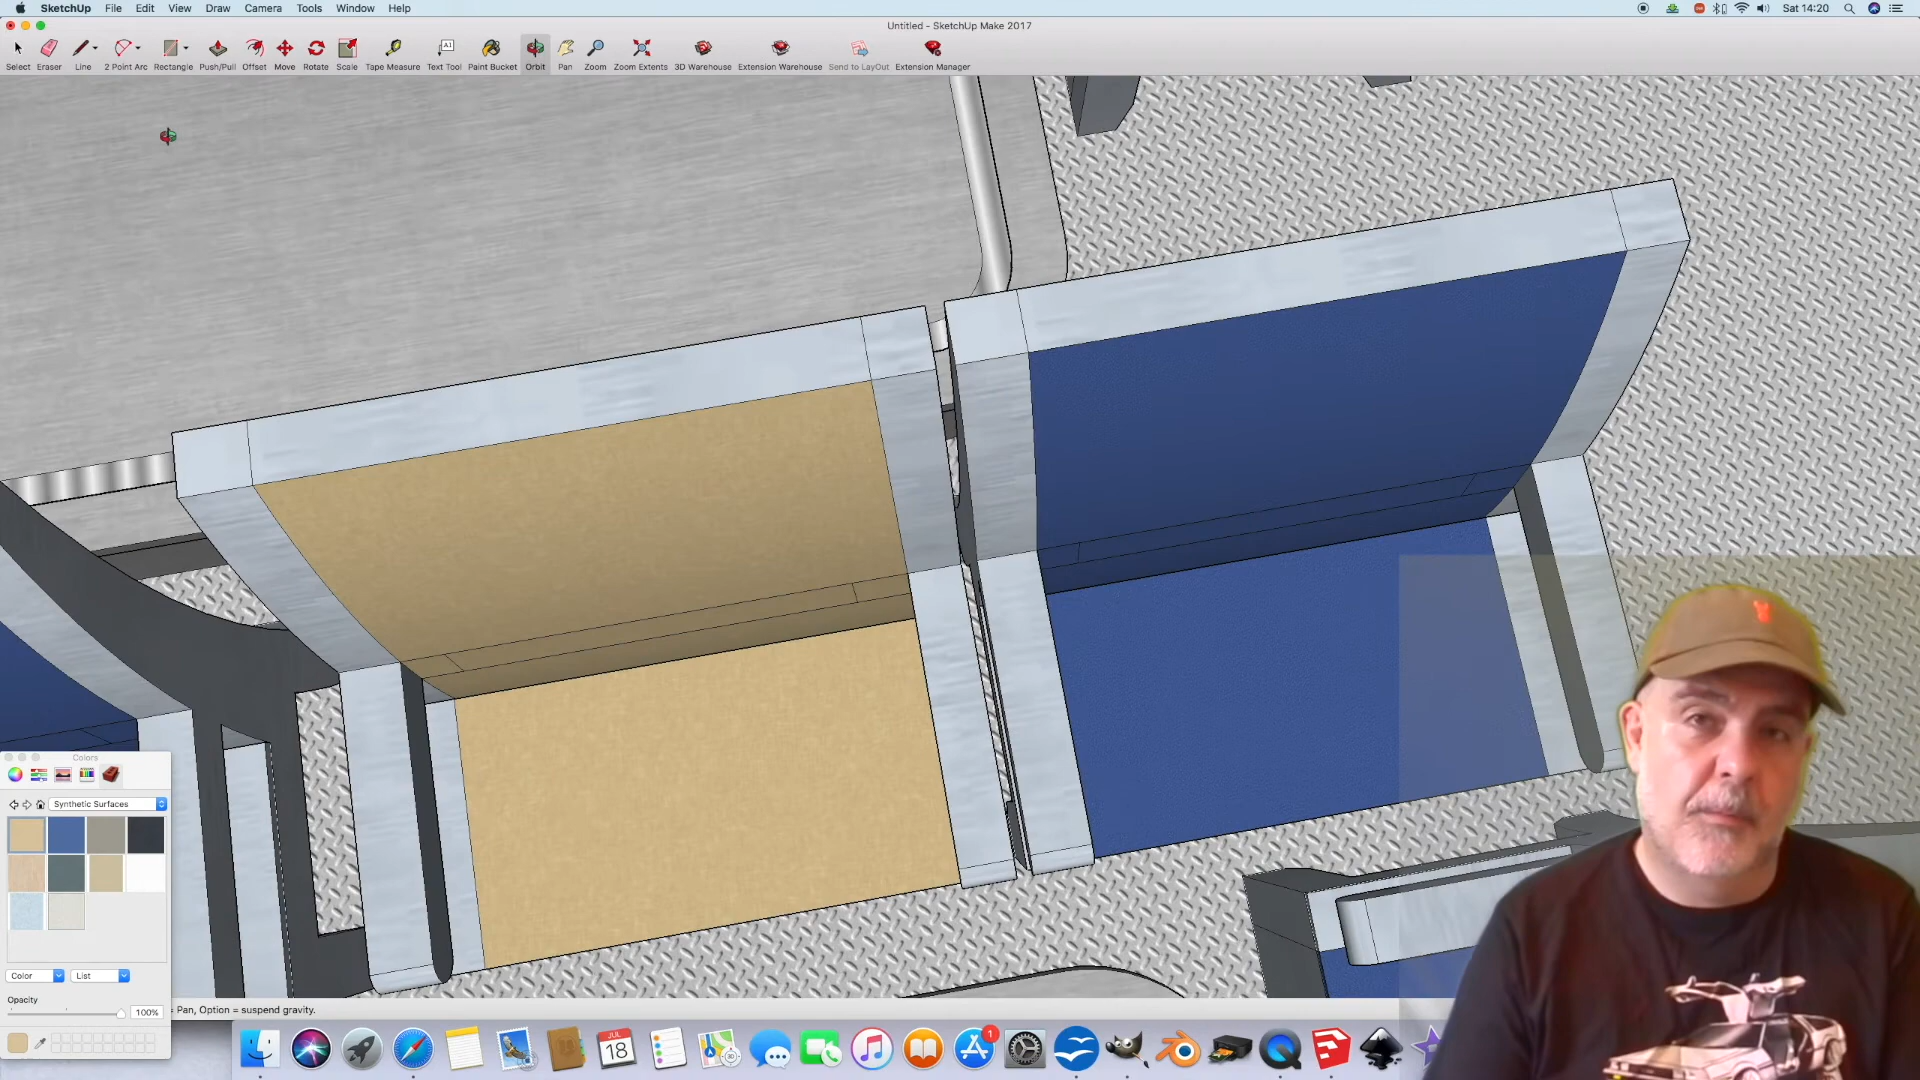 SketchUp File Edit View Draw Camera Tools Window Help
Sat 14:20
Untitled - SketchUp Make 2017
Select Eraser Line 2 Point Arc Rectangle Push/Pull Offset Move Rotate Scale Tape Measure Text Tool Paint Bucket Orbit Pan Zoom Zoom Extents 3D Warehouse Extension Warehouse Send to LayOut Extension Manager
Colors
Synthetic Surfaces
Color List
Opacity
100%
= Pan, Option = suspend gravity.
JUL
18
1